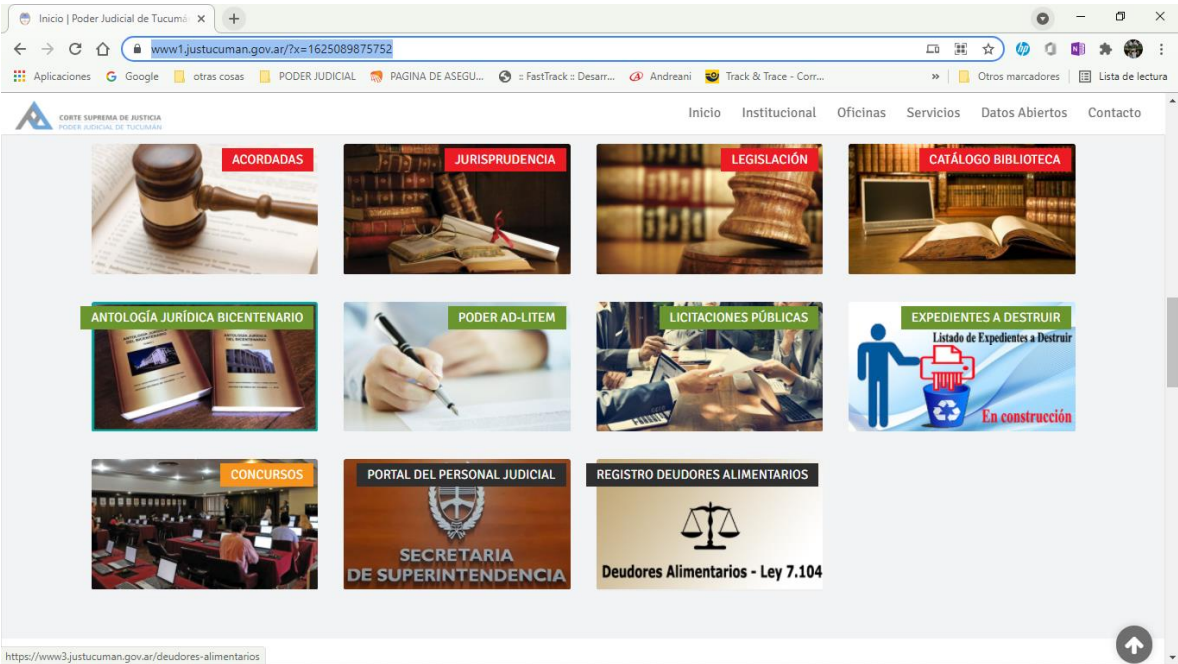 Inicio | Poder Judicial de Tucumá
www1.justucuman.gov.ar/?x=1625089875752
Aplicaciones Google otras cosas PODER JUDICIAL PAGINA DE ASEGU... :: FastTrack :: Desarr... Andreani Track & Trace - Corr... » Otros marcadores Lista de lectura
CORTE SUPREMA DE JUSTICIA
PODER JUDICIAL DE TUCUMÁN
Inicio Institucional Oficinas Servicios Datos Abiertos Contacto
ACORDADAS JURISPRUDENCIA LEGISLACIÓN CATÁLOGO BIBLIOTECA
ANTOLOGÍA JURÍDICA BICENTENARIO PODER AD-LITEM LICITACIONES PÚBLICAS EXPEDIENTES A DESTRUIR
Listado de Expedientes a Destruir
ANTOLOGÍA JURÍDICA
DEL BICENTENARIO
En construcción
CONCURSOS PORTAL DEL PERSONAL JUDICIAL REGISTRO DEUDORES ALIMENTARIOS
SECRETARIA
DE SUPERINTENDENCIA
Deudores Alimentarios - Ley 7.104
https://www3.justucuman.gov.ar/deudores-alimentarios